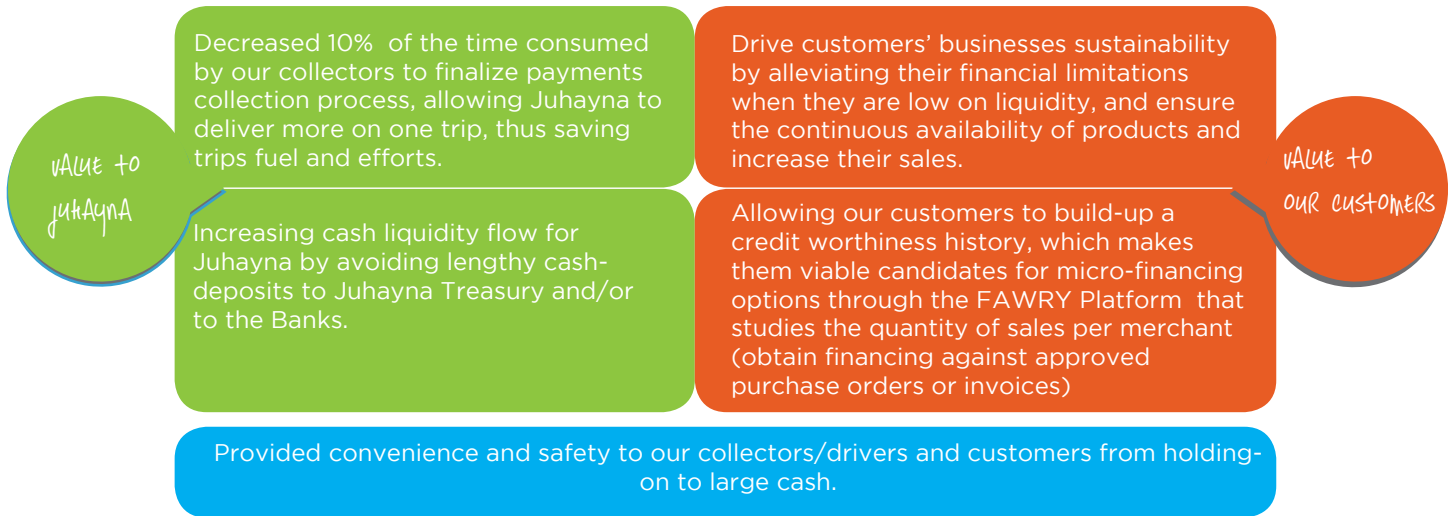 VALUE TO
JUHAYNA
Decreased 10% of the time consumed
by our collectors to finalize payments
collection process, allowing Juhayna to
deliver more on one trip, thus saving
trips fuel and efforts.
Increasing cash liquidity flow for
Juhayna by avoiding lengthy cash-
deposits to Juhayna Treasury and/or
to the Banks.
Drive customers’ businesses sustainability
by alleviating their financial limitations
when they are low on liquidity, and ensure
the continuous availability of products and
increase their sales.
Allowing our customers to build-up a
credit worthiness history, which makes
them viable candidates for micro-financing
options through the FAWRY Platform that
studies the quantity of sales per merchant
(obtain financing against approved
purchase orders or invoices)
VALUE TO
OUR CUSTOMERS
Provided convenience and safety to our collectors/drivers and customers from holding-
on to large cash.